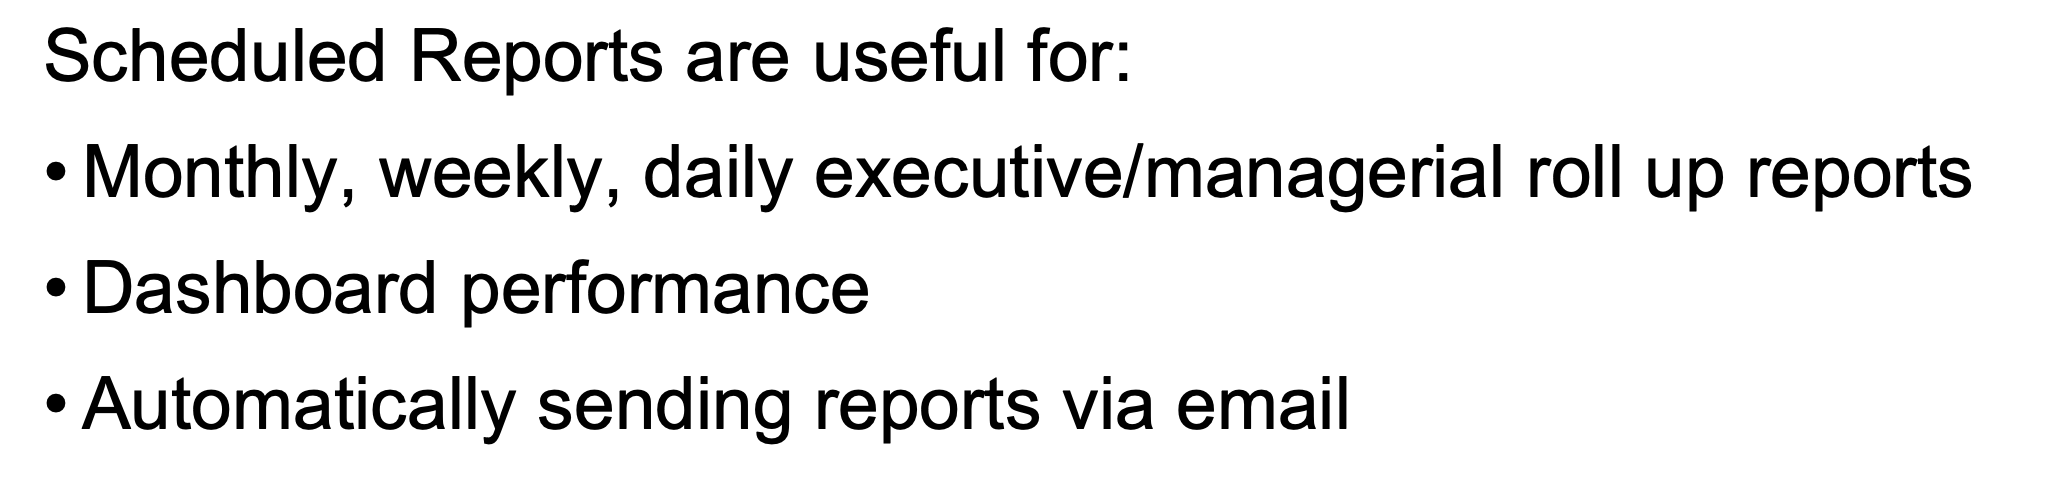 Scheduled Reports are useful for:
• Monthly, weekly, daily executive/managerial roll up reports
• Dashboard performance
• Automatically sending reports via email